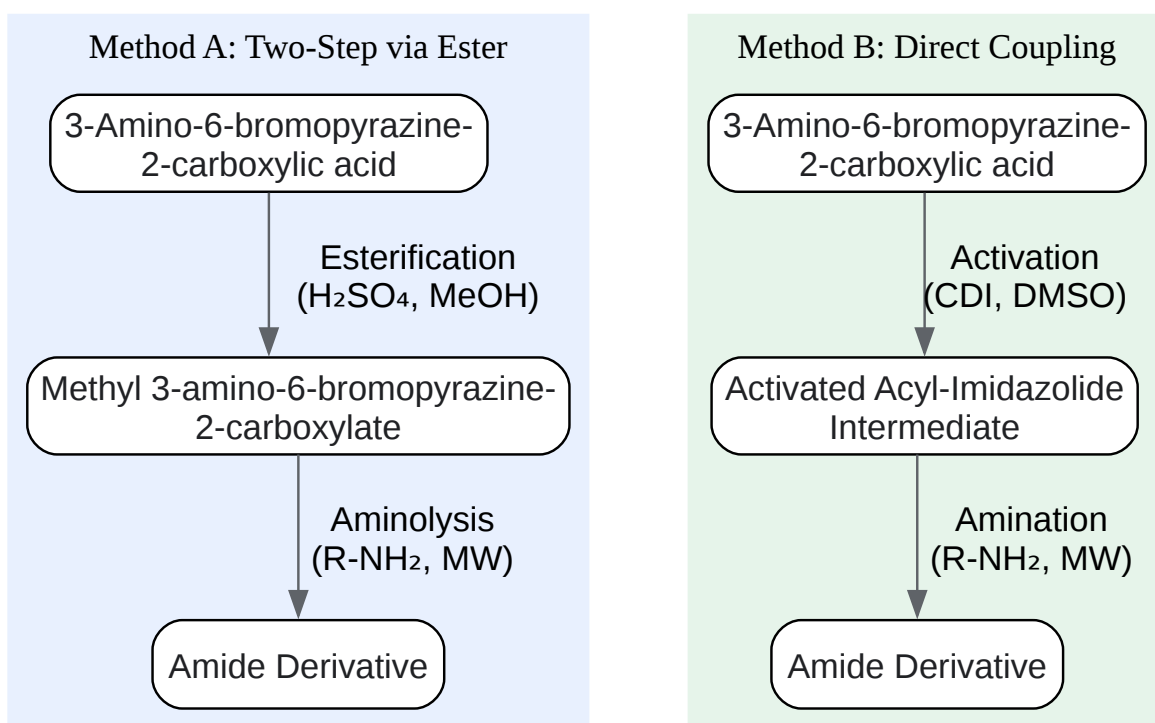 Method A: Two-Step via Ester
3-Amino-6-bromopyrazine-
2-carboxylic acid
Esterification
(H₂SO₄, MeOH)
Methyl 3-amino-6-bromopyrazine-
2-carboxylate
Aminolysis
(R-NH₂, MW)
Amide Derivative
Method B: Direct Coupling
3-Amino-6-bromopyrazine-
2-carboxylic acid
Activation
(CDI, DMSO)
Activated Acyl-Imidazolide
Intermediate
Amination
(R-NH₂, MW)
Amide Derivative